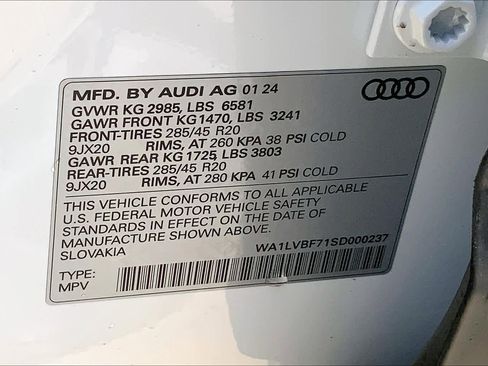 MFD. BY AUDI AG 01 24
GVWR KG 2985, LBS 6581
GAWR FRONT KG1470, LBS 3241
FRONT-TIRES 285/45 R20
9JX20 RIMS, AT 260 KPA 38 PSI COLD
GAWR REAR KG 1725, LBS 3803
REAR-TIRES 285/45 R20
9JX20 RIMS, AT 280 KPA 41 PSI COLD
THIS VEHICLE CONFORMS TO ALL APPLICABLE
U.S. FEDERAL MOTOR VEHICLE SAFETY
STANDARDS IN EFFECT ON THE DATE OF
MANUFACTURE SHOWN ABOVE.
SLOVAKIA WA1LVBF71SD000237
TYPE:
MPV